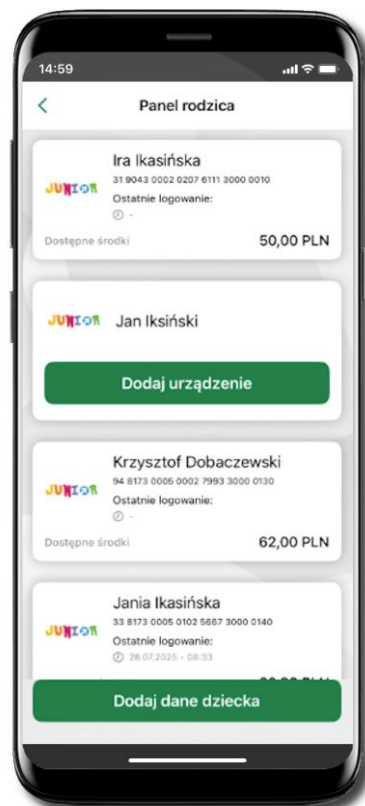 14:59
Panel rodzica
Ira Ikasińska
31 9043 0002 0207 6111 3000 0010
JUNIOR
Ostatnie logowanie:
-
Dostępne środki 50,00 PLN
JUNIOR Jan Iksiński
Dodaj urządzenie
Krzysztof Dobaczewski
94 8173 0005 0002 7993 3000 0130
JUNIOR
Ostatnie logowanie:
-
Dostępne środki 62,00 PLN
Jania Ikasińska
33 8173 0005 0102 5667 3000 0140
JUNIOR
Ostatnie logowanie:
28.07.2025 - 06:33
Dodaj dane dziecka